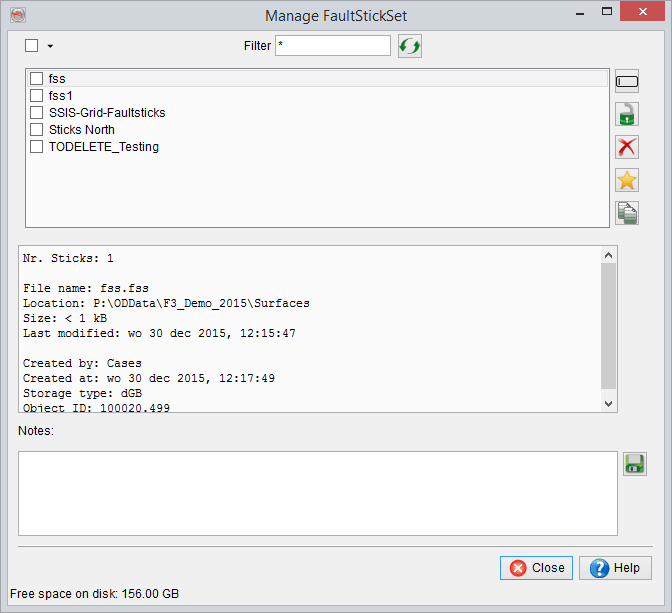 Manage FaultStickSet
Filter *
fss
fss1
SSIS-Grid-Faultsticks
Sticks North
TODELETE_Testing
Nr. Sticks: 1
File name: fss.fss
Location: P:\ODData\F3_Demo_2015\Surfaces
Size: < 1 kB
Last modified: wo 30 dec 2015, 12:15:47
Created by: Cases
Created at: wo 30 dec 2015, 12:17:49
Storage type: dGB
Object ID: 100020.499
Notes:
Close Help
Free space on disk: 156.00 GB